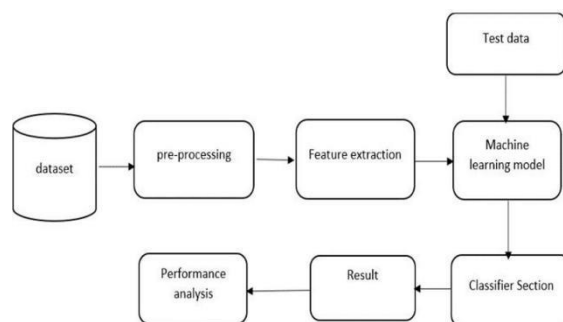 Test data
dataset
pre-processing
Feature extraction
Machine
learning model
Performance
analysis
Result
Classifier Section